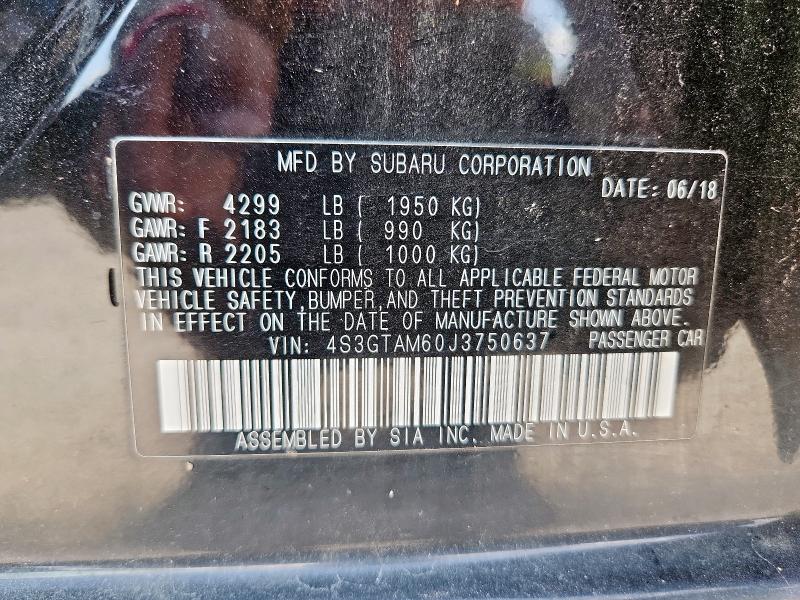 MFD BY SUBARU CORPORATION
DATE: 06/18
GVWR: 4299 LB ( 1950 KG)
GAWR: F 2183 LB ( 990 KG)
GAWR: R 2205 LB ( 1000 KG)
THIS VEHICLE CONFORMS TO ALL APPLICABLE FEDERAL MOTOR
VEHICLE SAFETY, BUMPER, AND THEFT PREVENTION STANDARDS
IN EFFECT ON THE DATE OF MANUFACTURE SHOWN ABOVE.
VIN: 4S3GTAM60J3750637 PASSENGER CAR
ASSEMBLED BY SIA INC. MADE IN U.S.A.